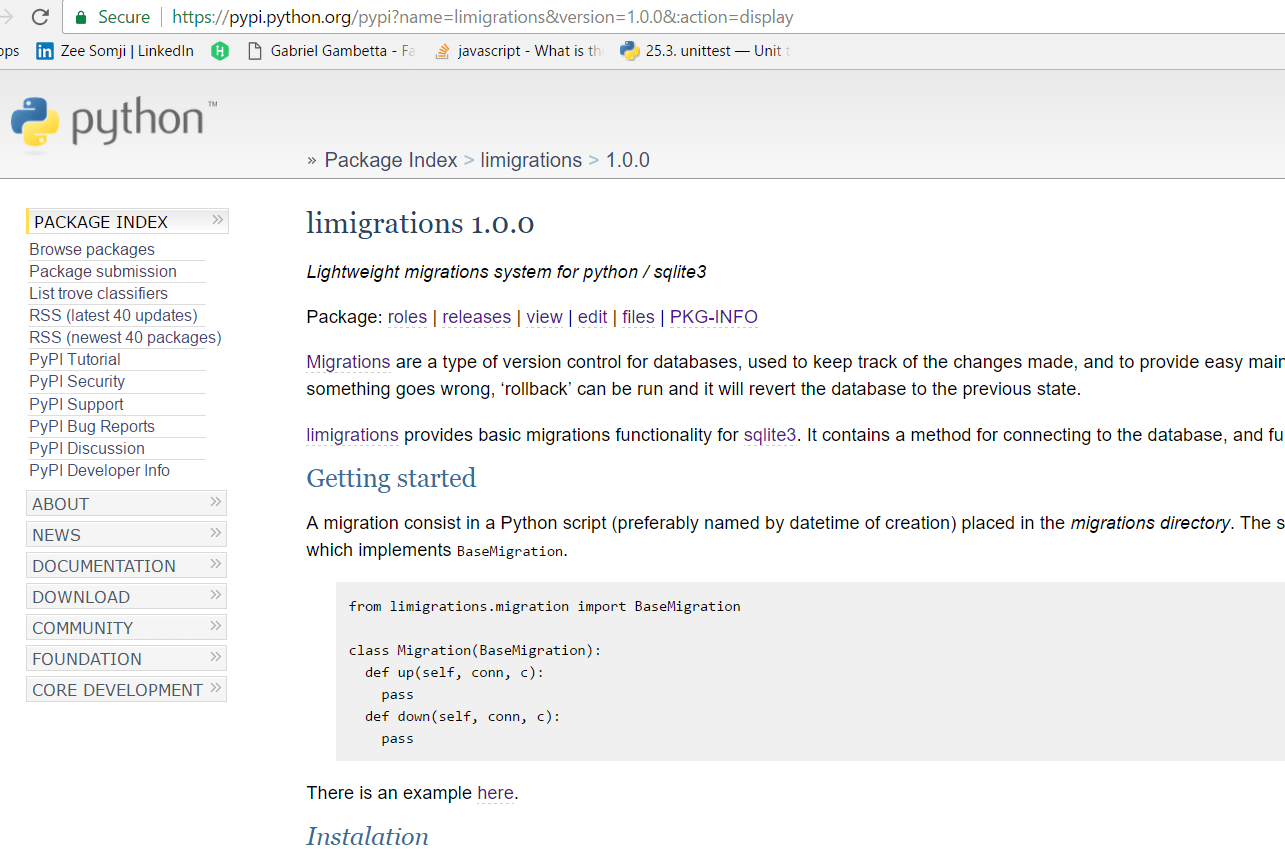 Secure https://pypi.python.org/pypi?name=limigrations&version=1.0.0&:action=display
Zee Somji | LinkedIn Gabriel Gambetta - Fa javascript - What is th 25.3. unittest — Unit t
python™
» Package Index > limigrations > 1.0.0
PACKAGE INDEX »
Browse packages
Package submission
List trove classifiers
RSS (latest 40 updates)
RSS (newest 40 packages)
PyPI Tutorial
PyPI Security
PyPI Support
PyPI Bug Reports
PyPI Discussion
PyPI Developer Info
ABOUT »
NEWS »
DOCUMENTATION »
DOWNLOAD »
COMMUNITY »
FOUNDATION »
CORE DEVELOPMENT »
limigrations 1.0.0
Lightweight migrations system for python / sqlite3
Package: roles | releases | view | edit | files | PKG-INFO
Migrations are a type of version control for databases, used to keep track of the changes made, and to provide easy main
something goes wrong, ‘rollback’ can be run and it will revert the database to the previous state.
limigrations provides basic migrations functionality for sqlite3. It contains a method for connecting to the database, and fu
Getting started
A migration consist in a Python script (preferably named by datetime of creation) placed in the migrations directory. The s
which implements BaseMigration.
from limigrations.migration import BaseMigration
class Migration(BaseMigration):
def up(self, conn, c):
pass
def down(self, conn, c):
pass
There is an example here.
Instalation